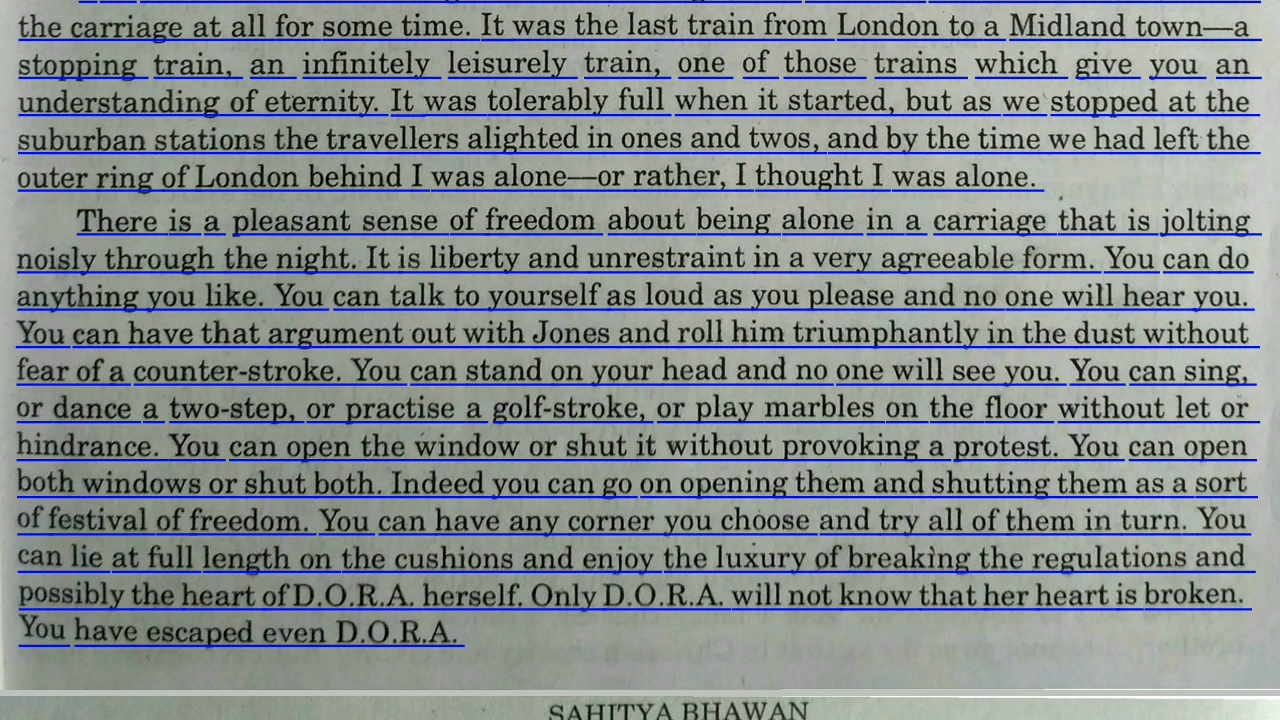 the carriage at all for some time. It was the last train from London to a Midland town—a
stopping train, an infinitely leisurely train, one of those trains which give you an
understanding of eternity. It was tolerably full when it started, but as we stopped at the
suburban stations the travellers alighted in ones and twos, and by the time we had left the
outer ring of London behind I was alone—or rather, I thought I was alone.
There is a pleasant sense of freedom about being alone in a carriage that is jolting
noisly through the night. It is liberty and unrestraint in a very agreeable form. You can do
anything you like. You can talk to yourself as loud as you please and no one will hear you.
You can have that argument out with Jones and roll him triumphantly in the dust without
fear of a counter-stroke. You can stand on your head and no one will see you. You can sing,
or dance a two-step, or practise a golf-stroke, or play marbles on the floor without let or
hindrance. You can open the window or shut it without provoking a protest. You can open
both windows or shut both. Indeed you can go on opening them and shutting them as a sort
of festival of freedom. You can have any corner you choose and try all of them in turn. You
can lie at full length on the cushions and enjoy the luxury of breaking the regulations and
possibly the heart of D.O.R.A. herself. Only D.O.R.A. will not know that her heart is broken.
You have escaped even D.O.R.A.
SAHITYA BHAWAN